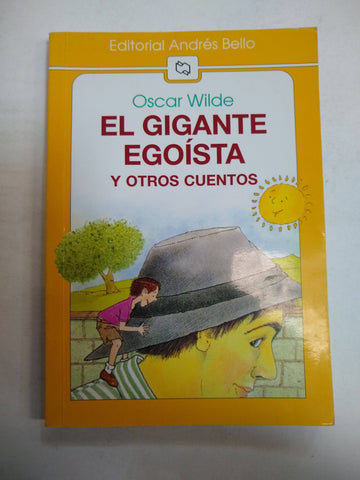 Editorial Andrés Bello
Oscar Wilde
EL GIGANTE
EGOÍSTA
Y OTROS CUENTOS